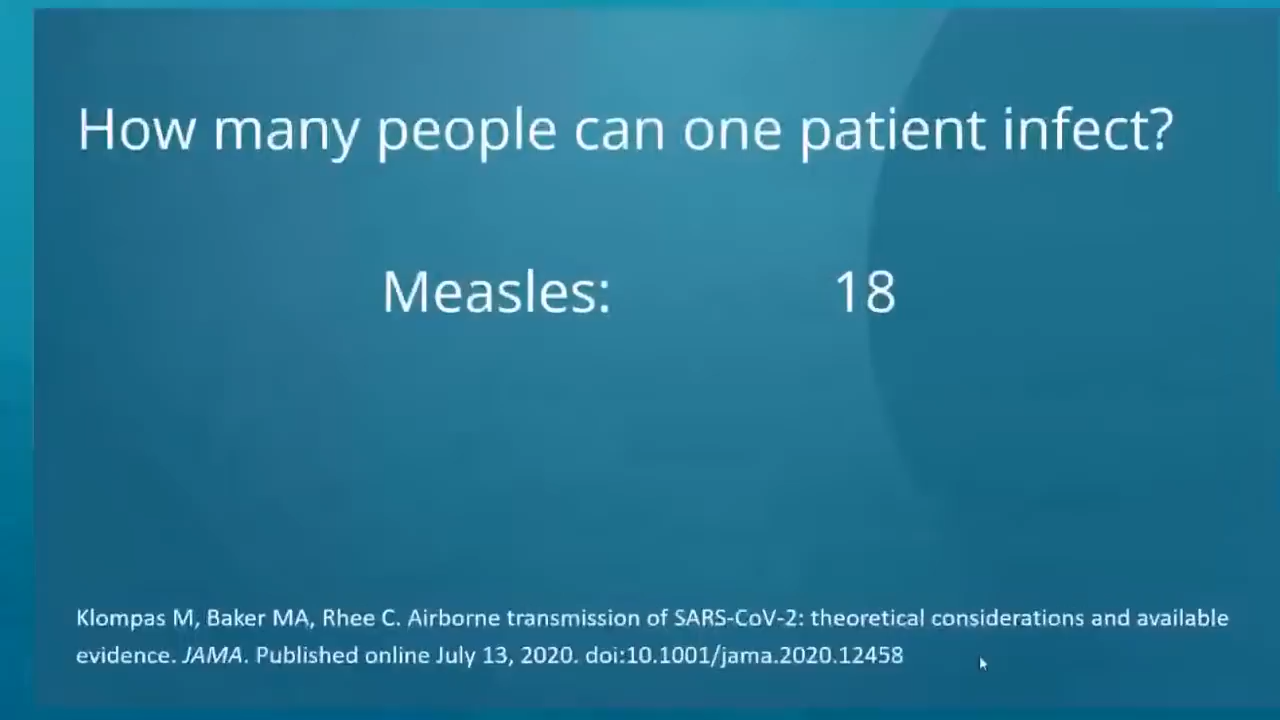 How many people can one patient infect?
Measles: 18
Klompas M, Baker MA, Rhee C. Airborne transmission of SARS-CoV-2: theoretical considerations and available
evidence. JAMA. Published online July 13, 2020. doi:10.1001/jama.2020.12458